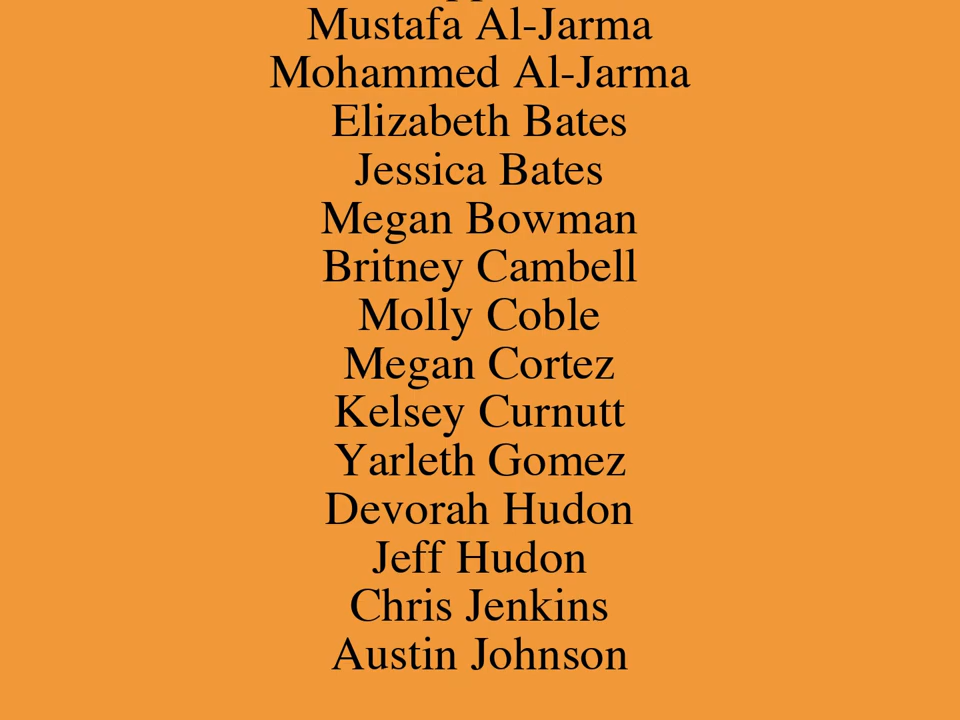 Mustafa Al-Jarma
Mohammed Al-Jarma
Elizabeth Bates
Jessica Bates
Megan Bowman
Britney Cambell
Molly Coble
Megan Cortez
Kelsey Curnutt
Yarleth Gomez
Devorah Hudon
Jeff Hudon
Chris Jenkins
Austin Johnson